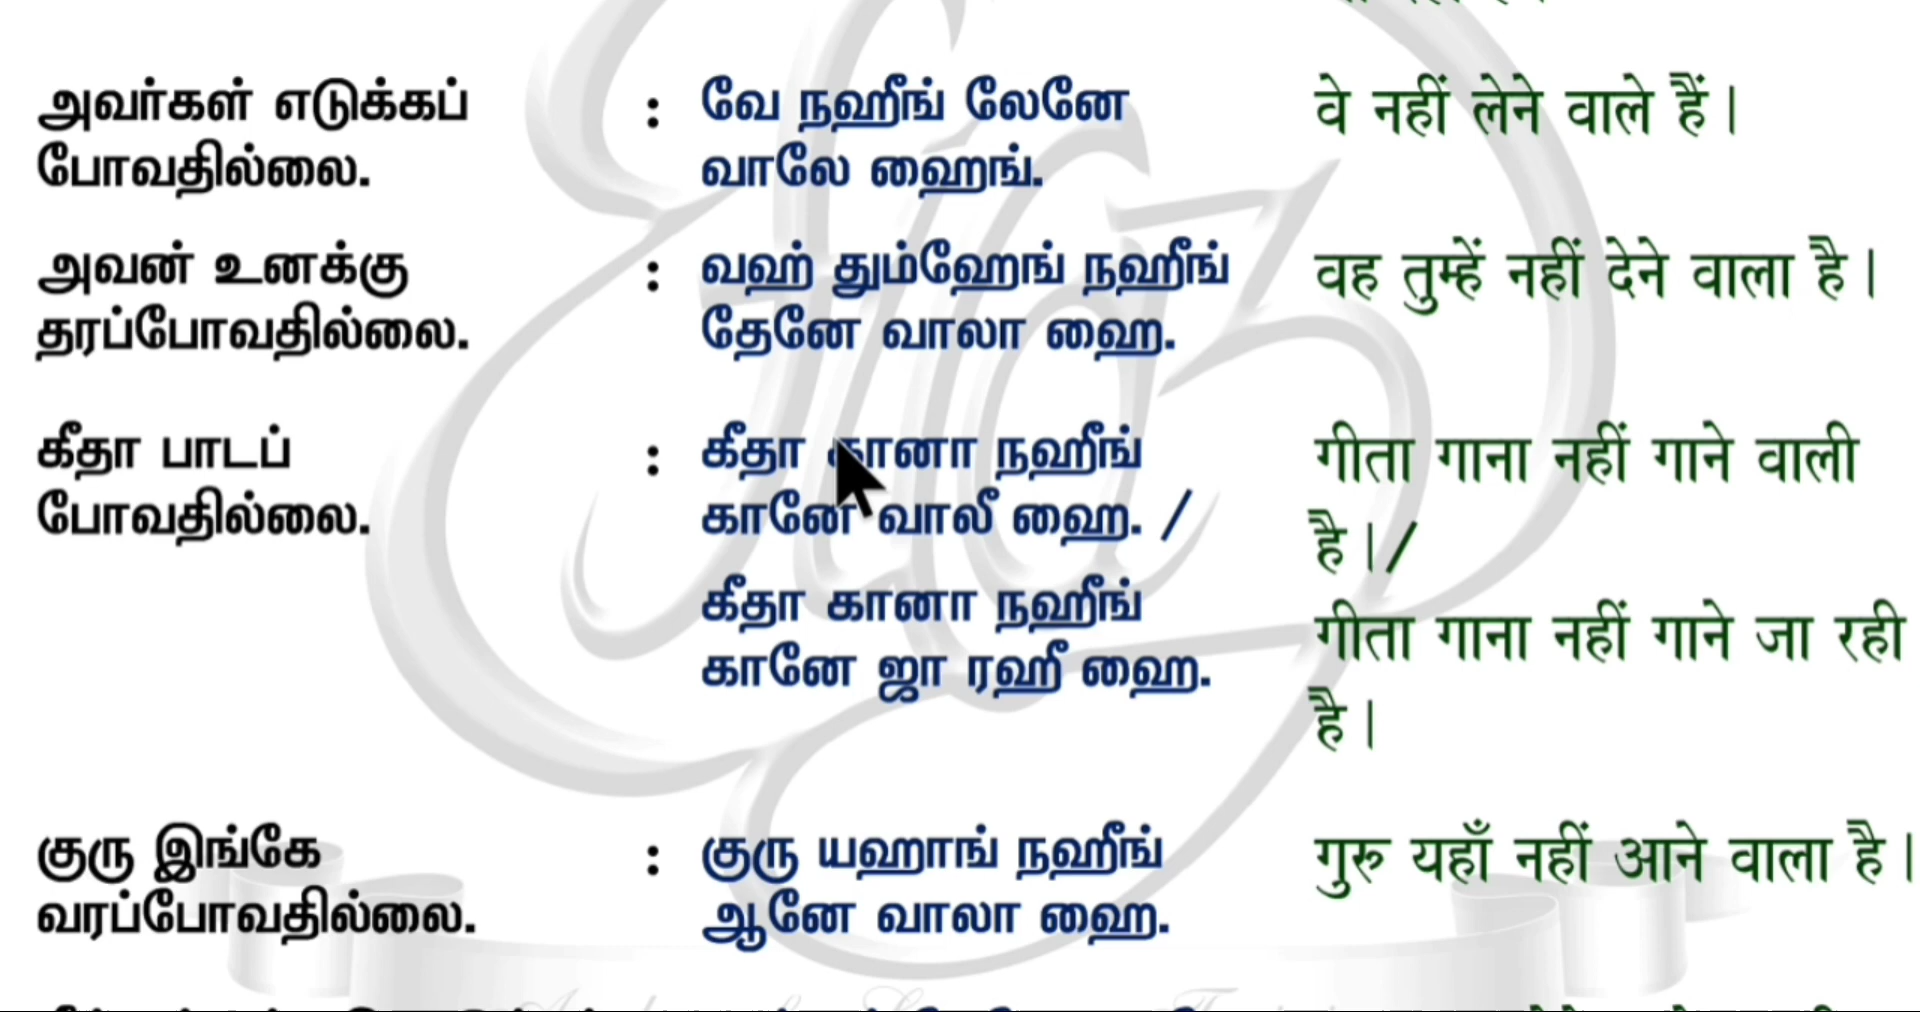 அவர்கள் எடுக்கப் : வே நஹீங் லேனே वे नहीं लेने वाले हैं।
போவதில்லை. வாலே ஹைங்.
அவன் உனக்கு : வஹ் தும்ஹேங் நஹீங் वह तुम्हें नहीं देने वाला है।
தரப்போவதில்லை. தேனே வாலா ஹை.
கீதா பாடப் : கீதா கானா நஹீங் गीता गाना नहीं गाने वाली
போவதில்லை. கானே வாலீ ஹை. / है।/
கீதா கானா நஹீங் गीता गाना नहीं गाने जा रही
கானே ஜா ரஹீ ஹை. है।
குரு இங்கே : குரு யஹாங் நஹீங் गुरु यहाँ नहीं आने वाला है।
வரப்போவதில்லை. ஆனே வாலா ஹை.